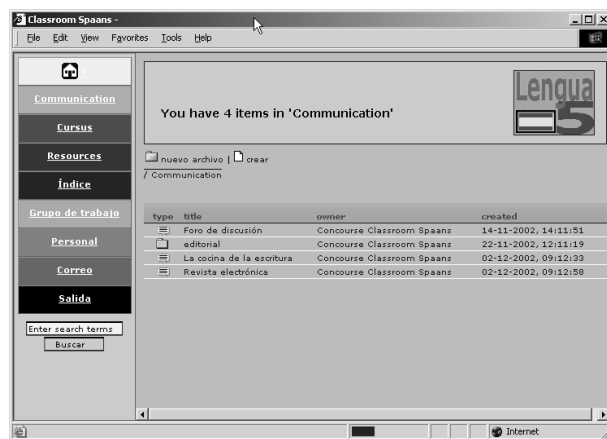 Classroom Spaans -
File Edit View Favorites Tools Help
Communication
Cursus
Resources
Índice
Grupo de trabajo
Personal
Correo
Salida
Enter search terms
Buscar
You have 4 items in 'Communication'
Lengua
5
nuevo archivo | crear
/ Communication
type title owner created
Foro de discusión Concourse Classroom Spaans 14-11-2002, 14:11:51
editorial Concourse Classroom Spaans 22-11-2002, 12:11:19
La cocina de la escritura Concourse Classroom Spaans 02-12-2002, 09:12:33
Revista electrónica Concourse Classroom Spaans 02-12-2002, 09:12:58
Internet